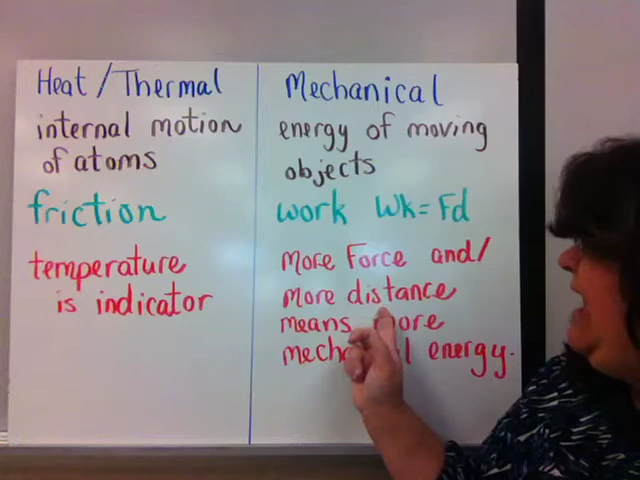 Heat / Thermal
internal motion
of atoms
friction
temperature
is indicator
Mechanical
energy of moving
objects
work Wk = Fd
more Force and/
more distance
means more
energy.